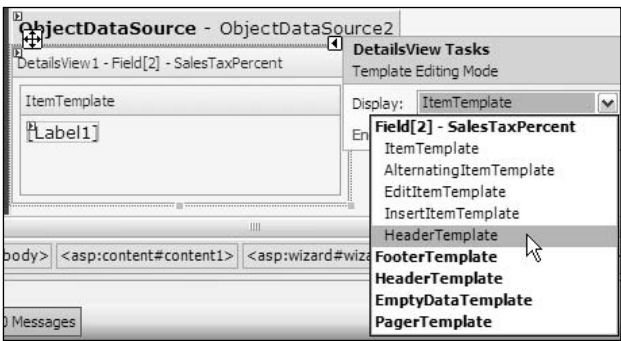 ObjectDataSource - ObjectDataSource2
DetailsView1 - Field[2] - SalesTaxPercent
ItemTemplate
[Label1]
DetailsView Tasks
Template Editing Mode
Display: ItemTemplate
Field[2] - SalesTaxPercent
ItemTemplate
AlternatingItemTemplate
EditItemTemplate
InsertItemTemplate
HeaderTemplate
FooterTemplate
HeaderTemplate
EmptyDataTemplate
PagerTemplate
body> <asp:content#content1> <asp:wizard#wiza
0 Messages